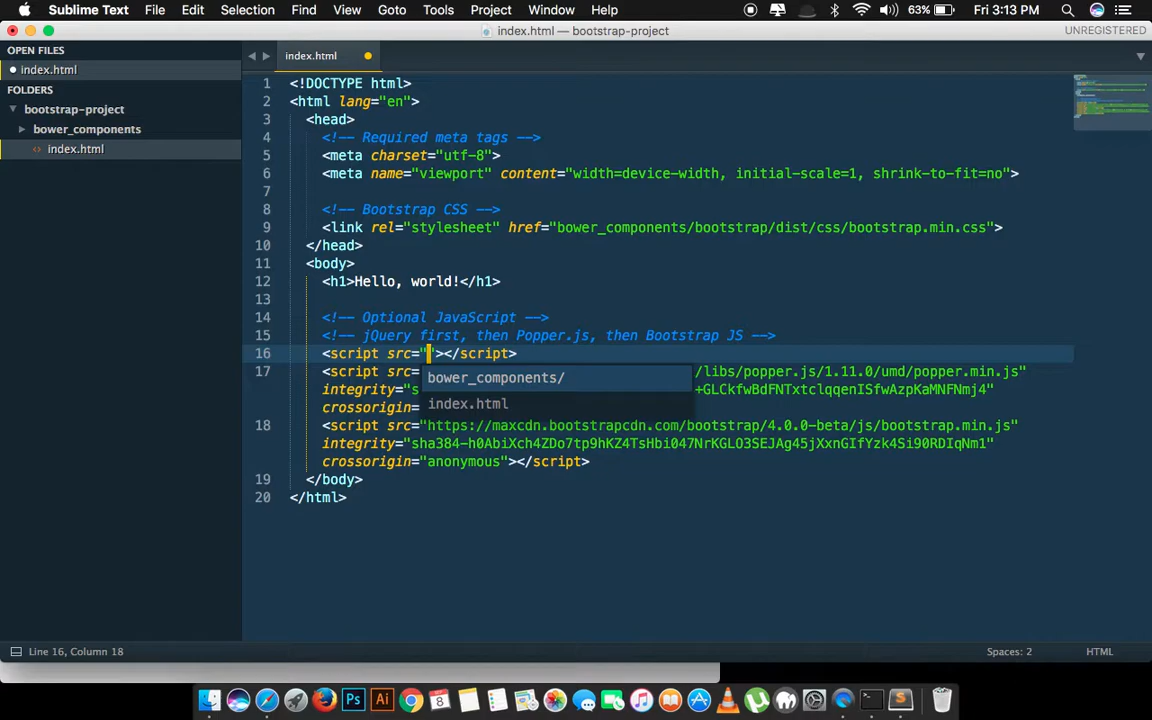 Sublime Text File Edit Selection Find View Goto Tools Project Window Help 63% Fri 3:13 PM
index.html — bootstrap-project UNREGISTERED
OPEN FILES
index.html
FOLDERS
bootstrap-project
bower_components
index.html
index.html
1 <!DOCTYPE html>
2 <html lang="en">
3 <head>
4 <!-- Required meta tags -->
5 <meta charset="utf-8">
6 <meta name="viewport" content="width=device-width, initial-scale=1, shrink-to-fit=no">
7
8 <!-- Bootstrap CSS -->
9 <link rel="stylesheet" href="bower_components/bootstrap/dist/css/bootstrap.min.css">
10 </head>
11 <body>
12 <h1>Hello, world!</h1>
13
14 <!-- Optional JavaScript -->
15 <!-- jQuery first, then Popper.js, then Bootstrap JS -->
16 <script src=""></script>
17 <script src= /libs/popper.js/1.11.0/umd/popper.min.js"
bower_components/
integrity="s +GLCkfwBdFNTxtclqqenISfwAzpKaMNFNmj4"
index.html
crossorigin=
18 <script src="https://maxcdn.bootstrapcdn.com/bootstrap/4.0.0-beta/js/bootstrap.min.js"
integrity="sha384-h0AbiXch4ZDo7tp9hKZ4TsHbi047NrKGLO3SEJAg45jXxnGIfYzk4Si90RDIqNm1"
crossorigin="anonymous"></script>
19 </body>
20 </html>
Line 16, Column 18 Spaces: 2 HTML
Ps Ai 8